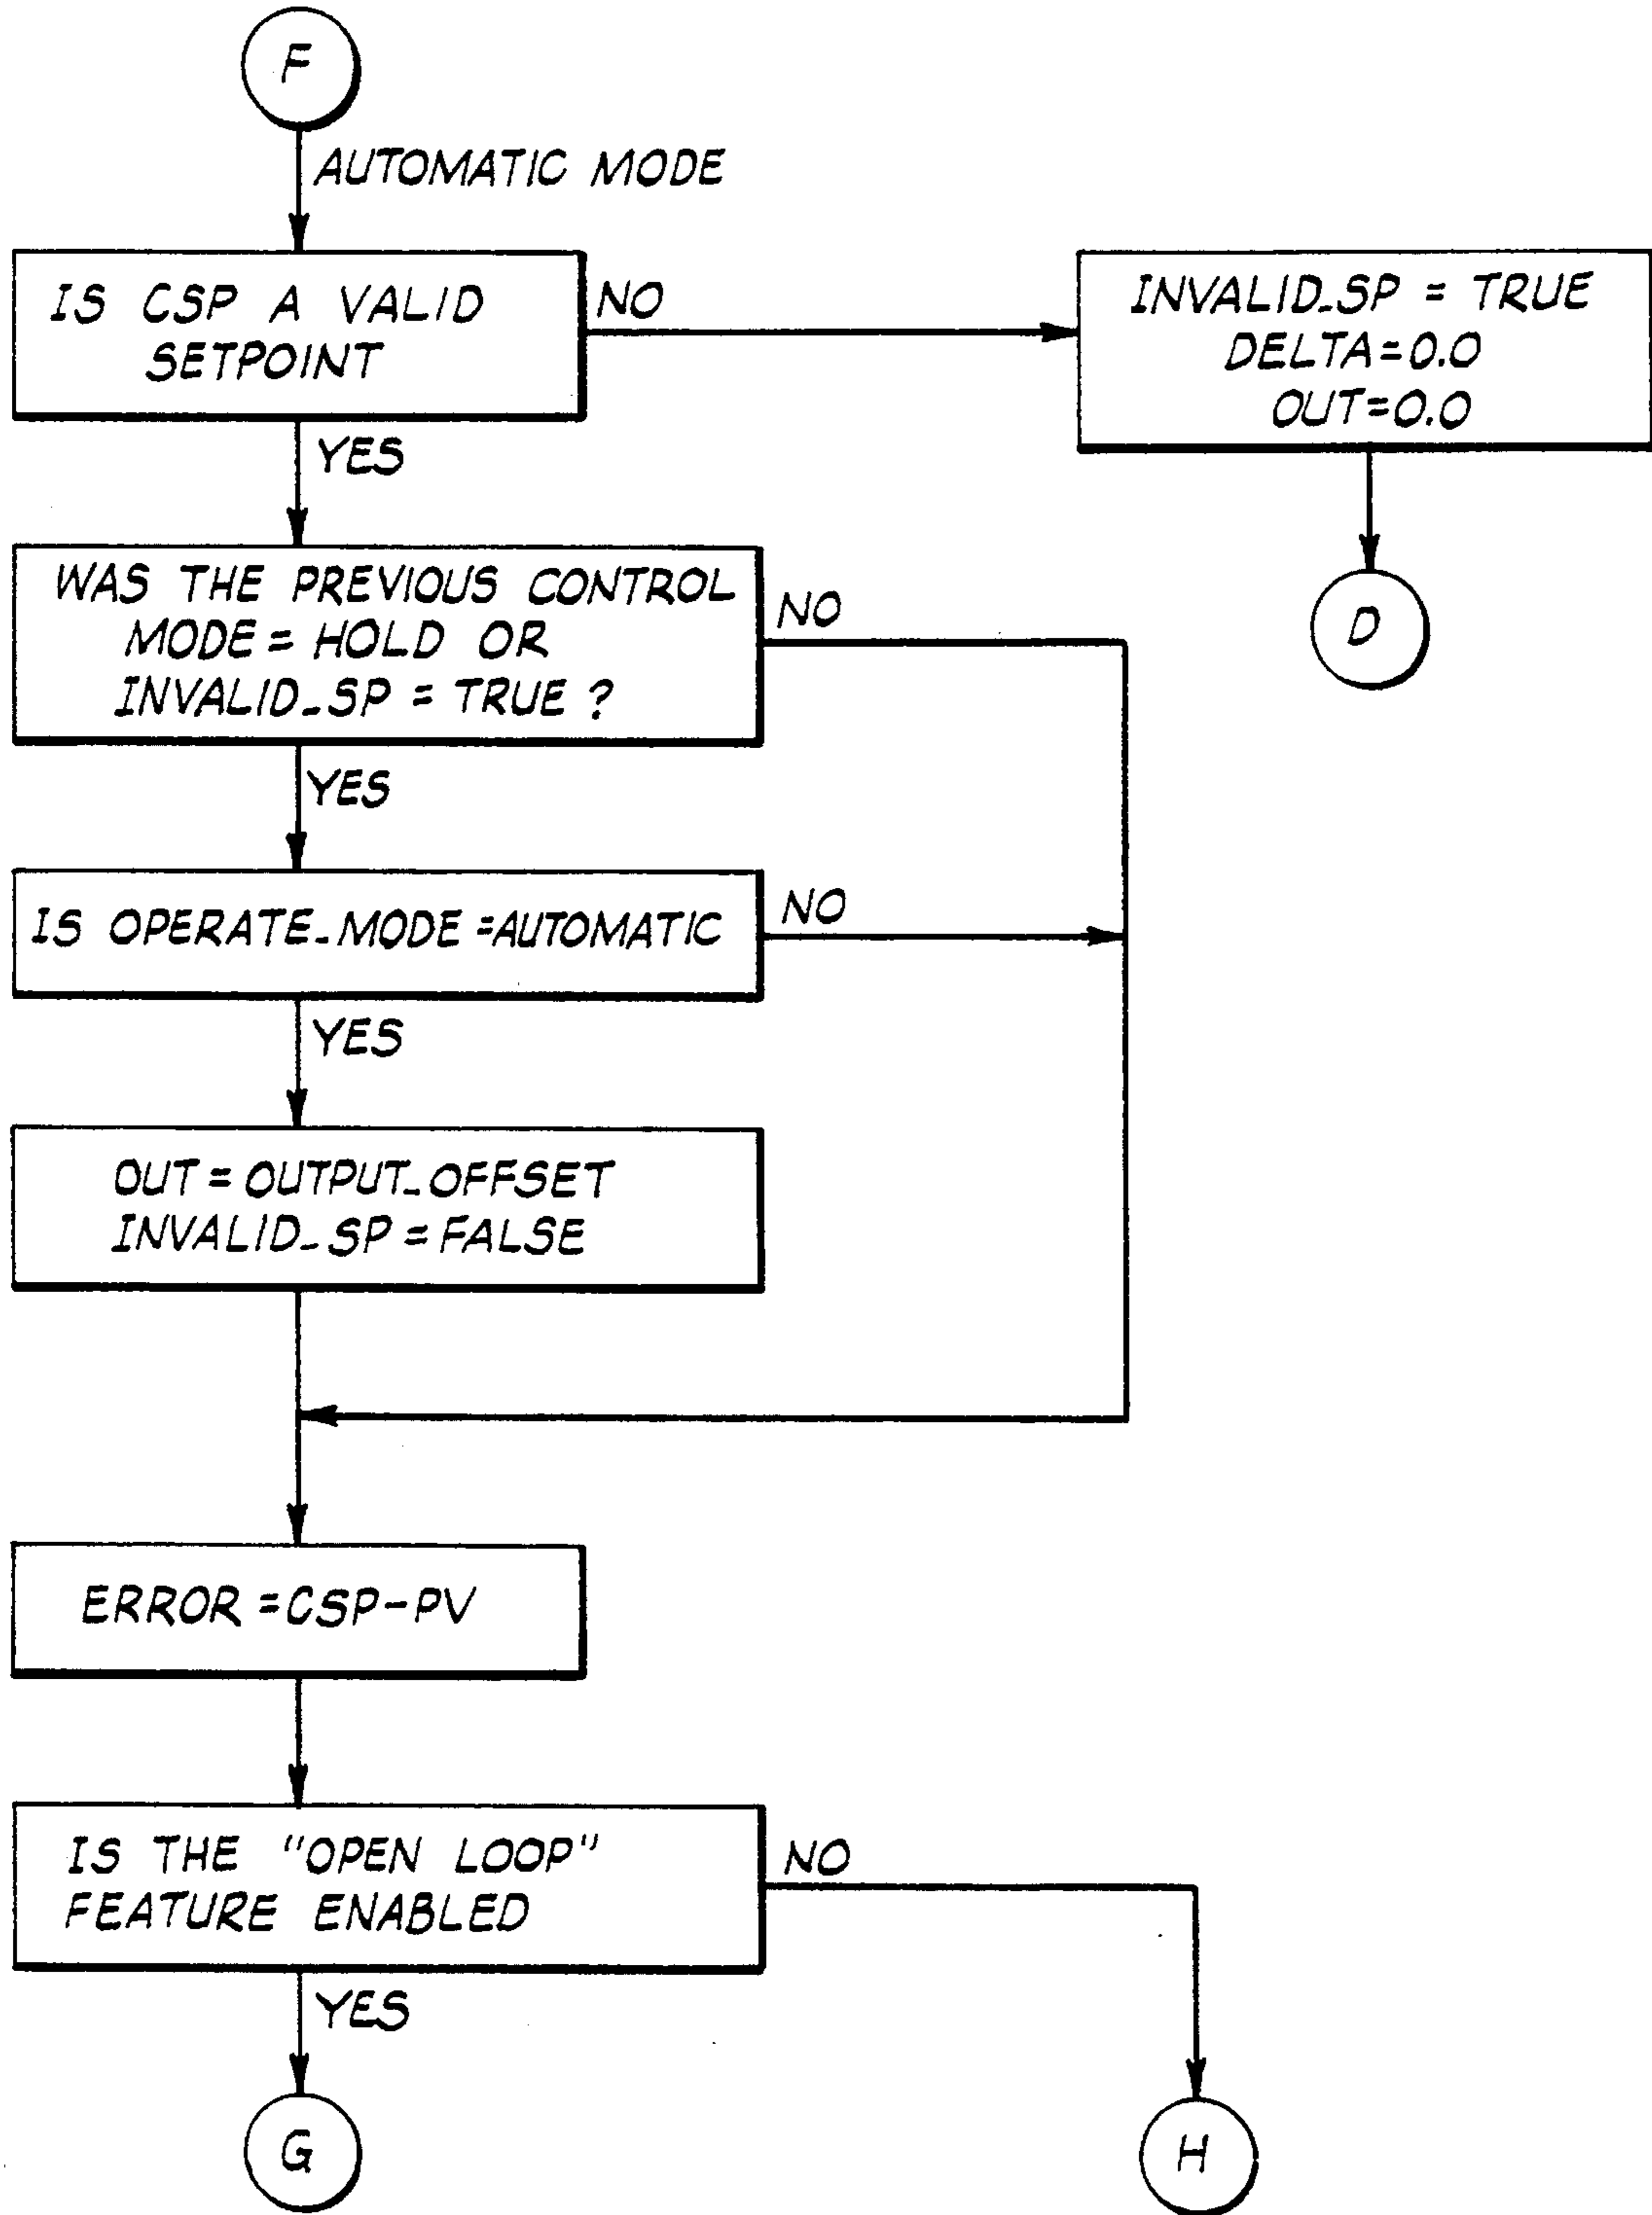 F
AUTOMATIC MODE
IS CSP A VALID
SETPOINT
NO
INVALID_SP = TRUE
DELTA=0.0
OUT=0.0
YES
D
WAS THE PREVIOUS CONTROL
MODE = HOLD OR
INVALID_SP = TRUE ?
NO
YES
IS OPERATE_MODE =AUTOMATIC
NO
YES
OUT = OUTPUT_OFFSET
INVALID_SP = FALSE
ERROR =CSP-PV
IS THE "OPEN LOOP"
FEATURE ENABLED
NO
YES
G
H